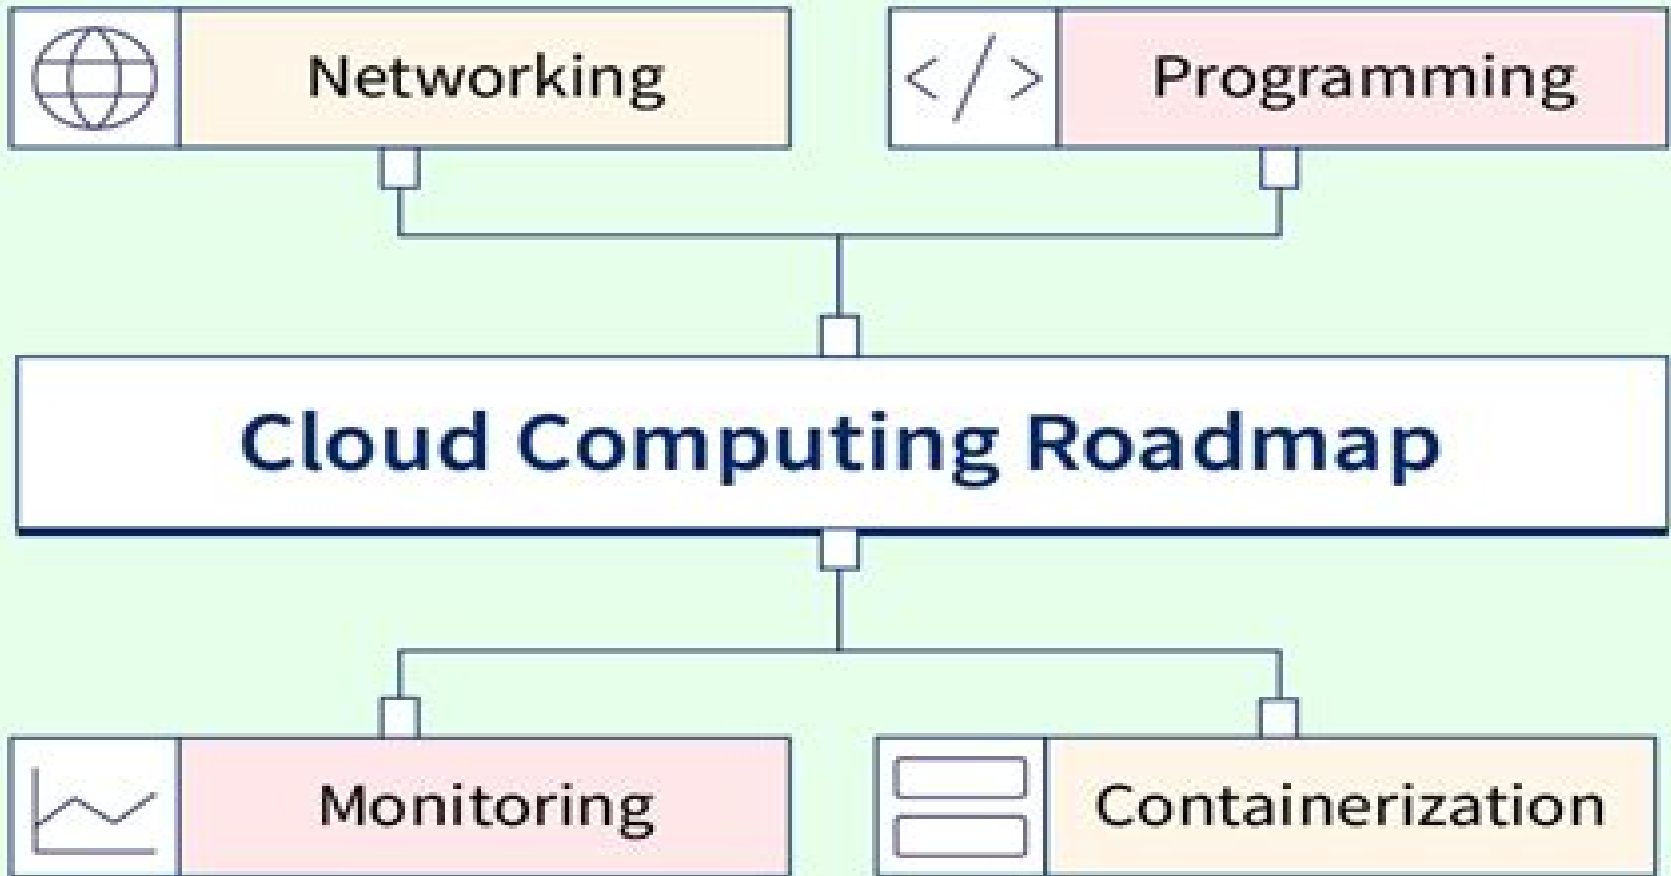 Networking
Programming
Cloud Computing Roadmap
Monitoring
Containerization